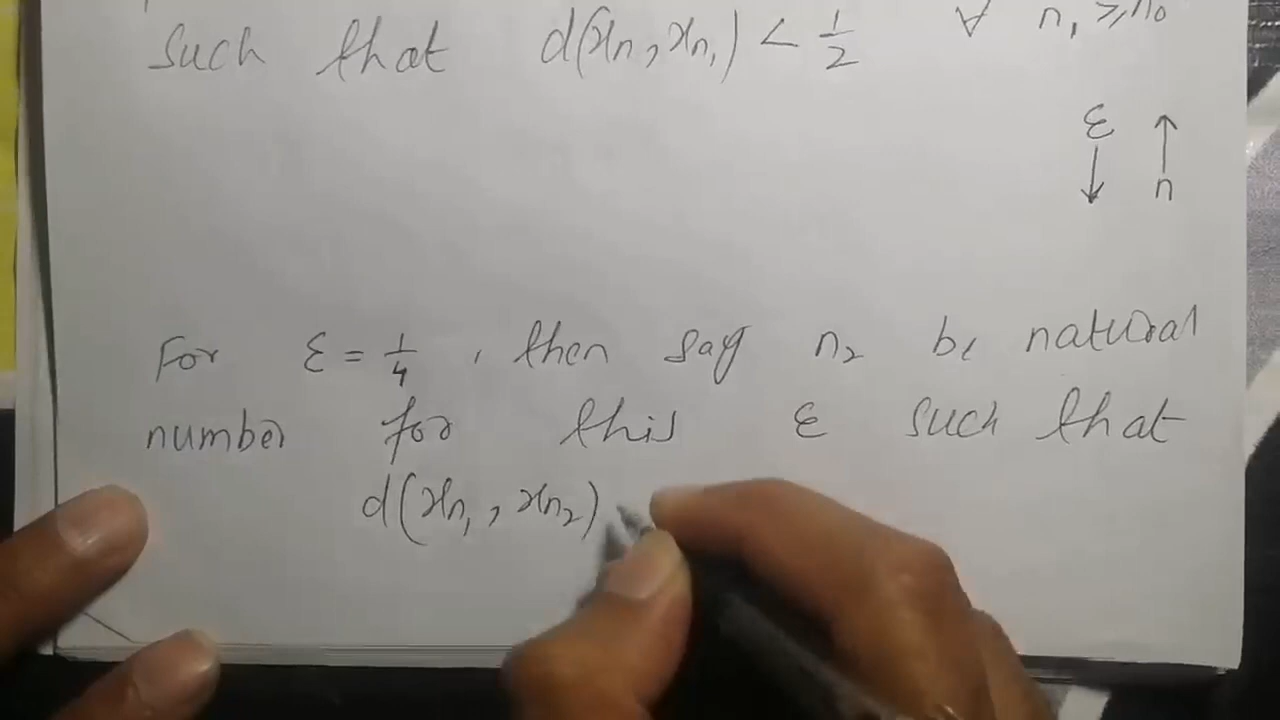 such that d(xn, xn₁) < 1/2 ∀ n₁ ≥ n₀
ε ↓ ↑ n
For ε = 1/4, then say n₂ be natural
number for this ε such that
d(xn₁, xn₂)